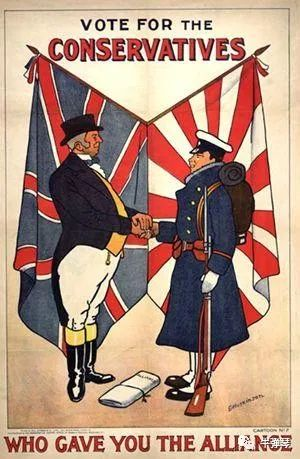 VOTE FOR THE
CONSERVATIVES
CARTOON Nº 7
WHO GAVE YOU THE ALLIANCE